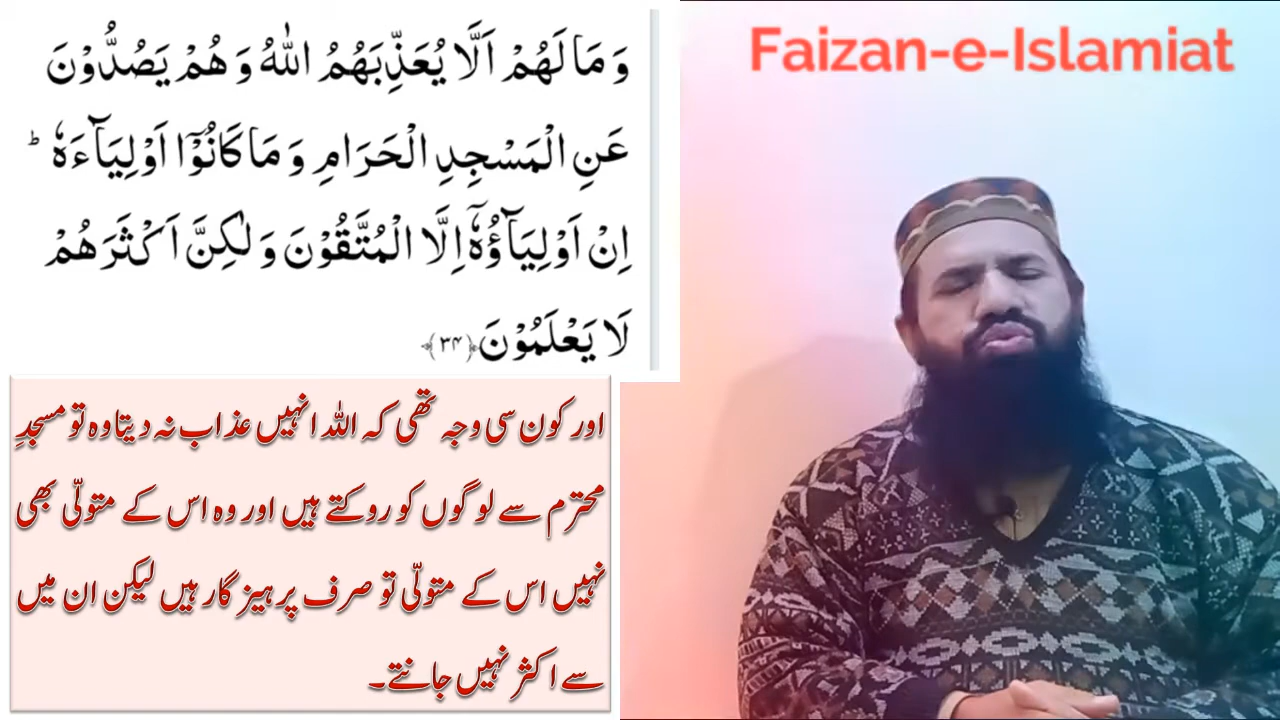 وَ مَا لَهُمْ اَلَّا یُعَذِّبَهُمُ اللّٰهُ وَ هُمْ یَصُدُّوْنَ
عَنِ الْمَسْجِدِ الْحَرَامِ وَ مَا كَانُوْۤا اَوْلِیَآءَهٗ ؕ
اِنْ اَوْلِیَآؤُهٗۤ اِلَّا الْمُتَّقُوْنَ وَ لٰكِنَّ اَكْثَرَهُمْ
لَا یَعْلَمُوْنَ ﴿۳۴﴾
اور کون سی وجہ تھی کہ اللہ انہیں عذاب نہ دیتا وہ تو مسجدِ
محترم سے لوگوں کو روکتے ہیں اور وہ اس کے متولّی بھی
نہیں اس کے متولّی تو صرف پرہیز گار ہیں لیکن ان میں
سے اکثر نہیں جانتے۔
Faizan-e-Islamiat